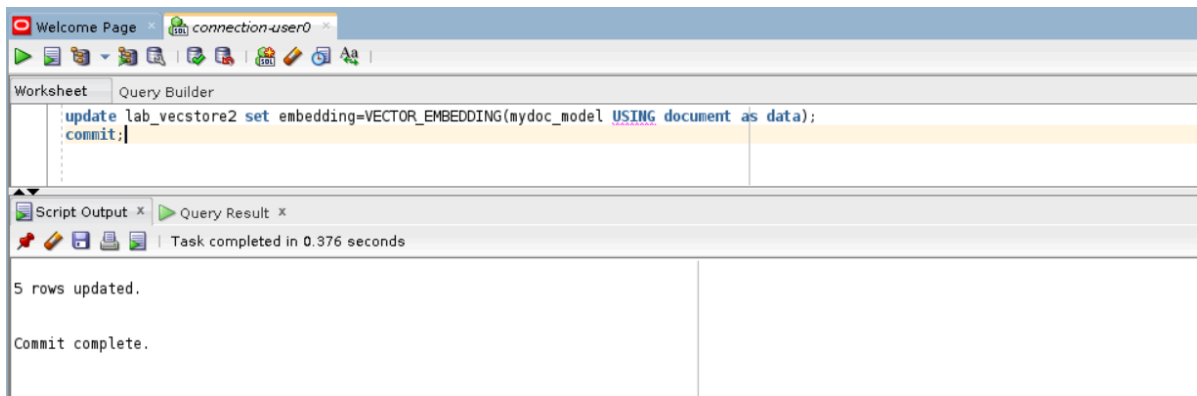 Welcome Page
connection-user0
Worksheet
Query Builder
update lab_vecstore2 set embedding=VECTOR_EMBEDDING(mydoc_model USING document as data);
commit;
Script Output
Query Result
Task completed in 0.376 seconds
5 rows updated.
Commit complete.